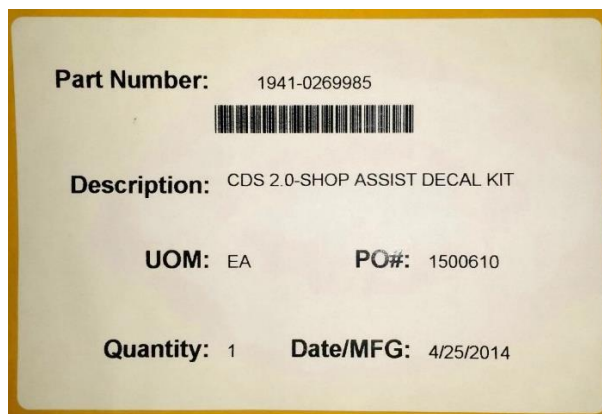 Part Number: 1941-0269985
Description: CDS 2.0-SHOP ASSIST DECAL KIT
UOM: EA PO#: 1500610
Quantity: 1 Date/MFG: 4/25/2014